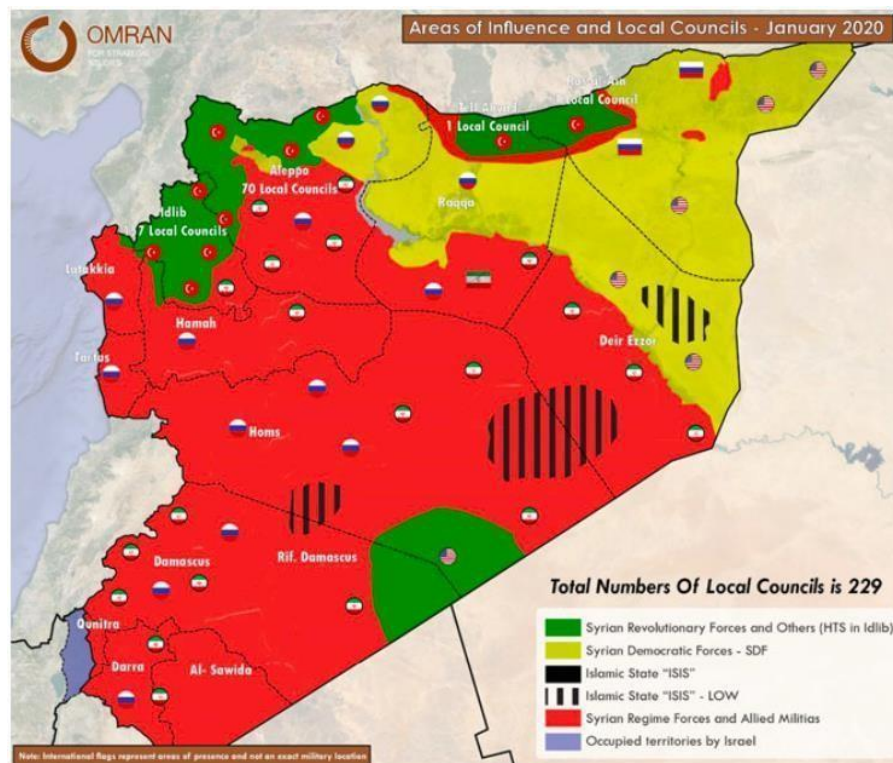 OMRAN
FOR STRATEGIC
STUDIES
Areas of Influence and Local Councils - January 2020
Local Council
1 Local Council
Aleppo
70 Local Councils
Idlib
7 Local Councils
Raqqa
Lutakkia
Hamah
Tartus
Deir Ezzor
Homs
Damascus
Rif. Damascus
Qunitra
Darra
Al- Sawida
Total Numbers Of Local Councils is 229
Syrian Revolutionary Forces and Others (HTS in Idlib)
Syrian Democratic Forces - SDF
Islamic State "ISIS"
Islamic State "ISIS" - LOW
Syrian Regime Forces and Allied Militias
Occupied territories by Israel
Note: International flags represent areas of presence and not an exact military location